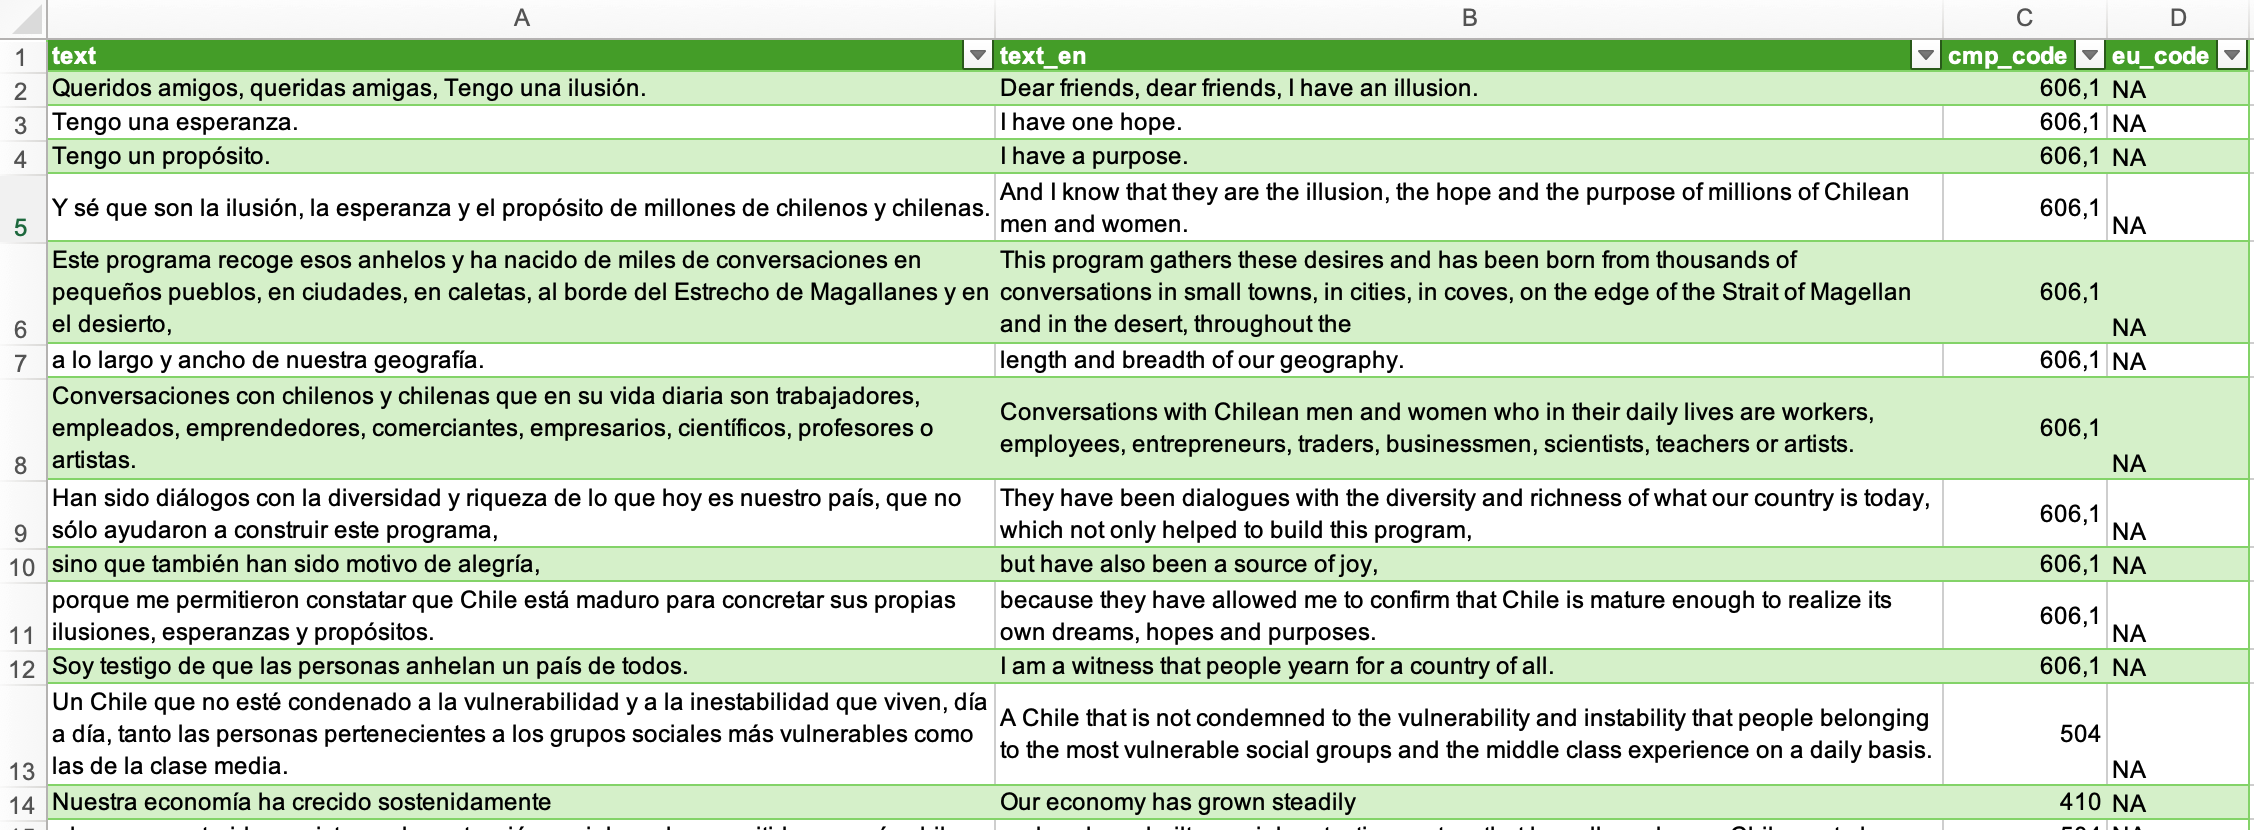 A B C D
1 text text_en cmp_code eu_code
2 Queridos amigos, queridas amigas, Tengo una ilusión. Dear friends, dear friends, I have an illusion. 606,1 NA
3 Tengo una esperanza. I have one hope. 606,1 NA
4 Tengo un propósito. I have a purpose. 606,1 NA
5 Y sé que son la ilusión, la esperanza y el propósito de millones de chilenos y chilenas. And I know that they are the illusion, the hope and the purpose of millions of Chilean
men and women. 606,1 NA
6 Este programa recoge esos anhelos y ha nacido de miles de conversaciones en
pequeños pueblos, en ciudades, en caletas, al borde del Estrecho de Magallanes y en
el desierto,
This program gathers these desires and has been born from thousands of
conversations in small towns, in cities, in coves, on the edge of the Strait of Magellan
and in the desert, throughout the
606,1 NA
7 a lo largo y ancho de nuestra geografía. length and breadth of our geography. 606,1 NA
8 Conversaciones con chilenos y chilenas que en su vida diaria son trabajadores,
empleados, emprendedores, comerciantes, empresarios, científicos, profesores o
artistas.
Conversations with Chilean men and women who in their daily lives are workers,
employees, entrepreneurs, traders, businessmen, scientists, teachers or artists.
606,1 NA
9 Han sido diálogos con la diversidad y riqueza de lo que hoy es nuestro país, que no
sólo ayudaron a construir este programa,
They have been dialogues with the diversity and richness of what our country is today,
which not only helped to build this program,
606,1 NA
10 sino que también han sido motivo de alegría, but have also been a source of joy, 606,1 NA
11 porque me permitieron constatar que Chile está maduro para concretar sus propias
ilusiones, esperanzas y propósitos.
because they have allowed me to confirm that Chile is mature enough to realize its
own dreams, hopes and purposes.
606,1 NA
12 Soy testigo de que las personas anhelan un país de todos. I am a witness that people yearn for a country of all. 606,1 NA
13 Un Chile que no esté condenado a la vulnerabilidad y a la inestabilidad que viven, día
a día, tanto las personas pertenecientes a los grupos sociales más vulnerables como
las de la clase media.
A Chile that is not condemned to the vulnerability and instability that people belonging
to the most vulnerable social groups and the middle class experience on a daily basis.
504 NA
14 Nuestra economía ha crecido sostenidamente Our economy has grown steadily 410 NA